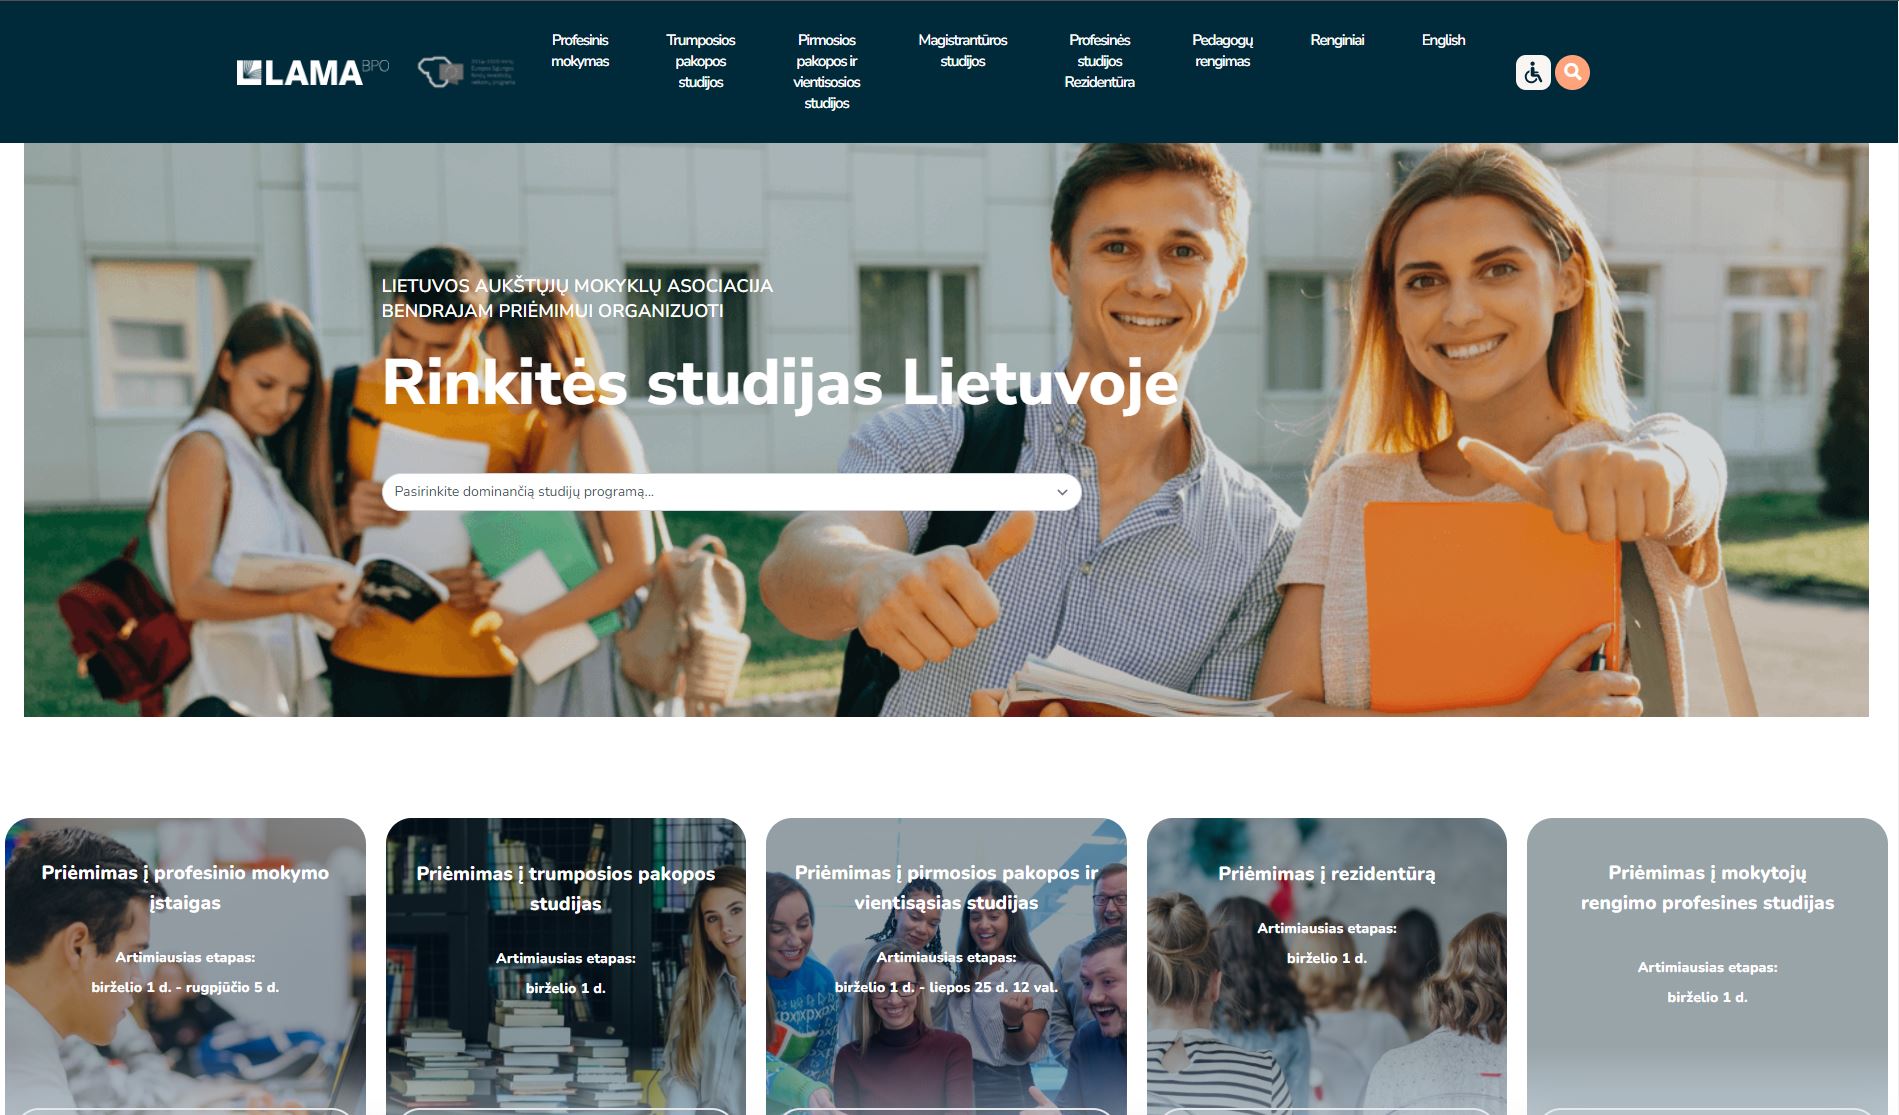 LAMA BPO
Profesinis
mokymas
Trumposios
pakopos
studijos
Pirmosios
pakopos ir
vientisosios
studijos
Magistrantūros
studijos
Profesinės
studijos
Rezidentūra
Pedagogų
rengimas
Renginiai
English
LIETUVOS AUKŠTŲJŲ MOKYKLŲ ASOCIACIJA
BENDRAJAM PRIĖMIMUI ORGANIZUOTI
Rinkitės studijas Lietuvoje
Pasirinkite dominančią studijų programą...
Priėmimas į profesinio mokymo
įstaigas
Artimiausias etapas:
birželio 1 d. - rugpjūčio 5 d.
Priėmimas į trumposios pakopos
studijas
Artimiausias etapas:
birželio 1 d.
Priėmimas į pirmosios pakopos ir
vientisąsias studijas
Artimiausias etapas:
birželio 1 d. - liepos 25 d. 12 val.
Priėmimas į rezidentūrą
Artimiausias etapas:
birželio 1 d.
Priėmimas į mokytojų
rengimo profesines studijas
Artimiausias etapas:
birželio 1 d.